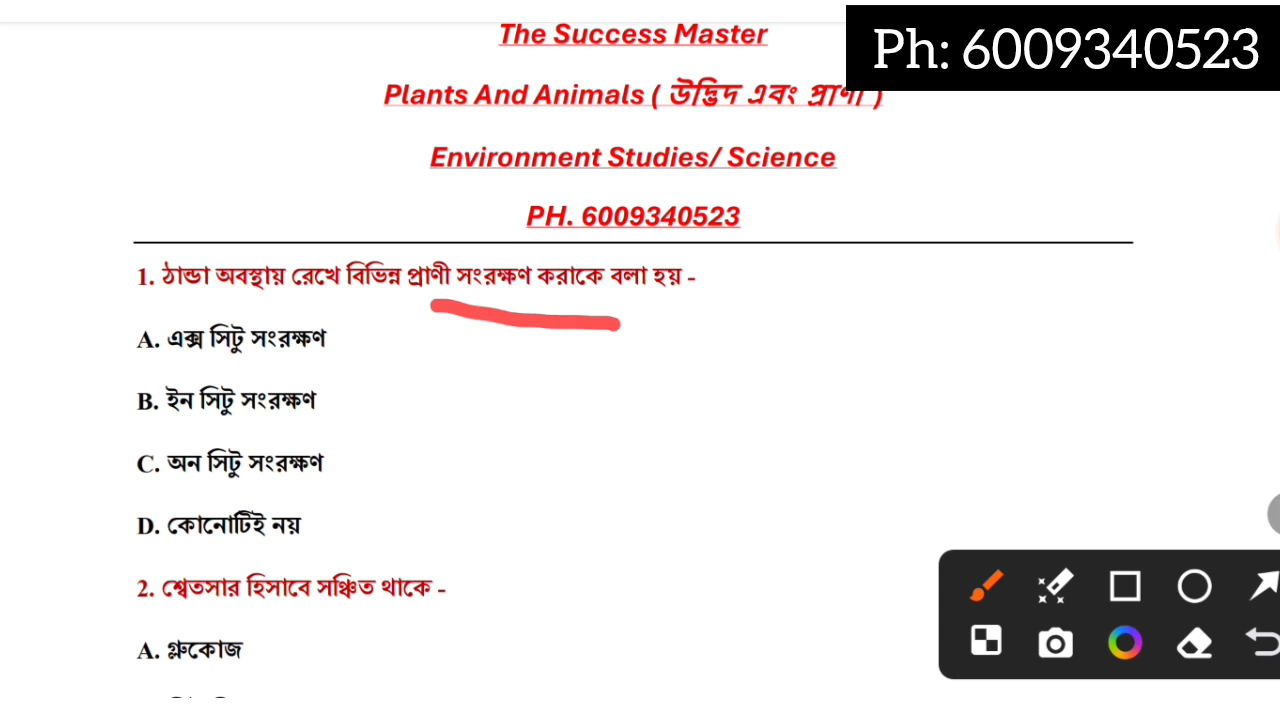 The Success Master
Ph: 6009340523
Plants And Animals ( উদ্ভিদ এবং প্রাণী )
Environment Studies/ Science
PH. 6009340523
1. ঠান্ডা অবস্থায় রেখে বিভিন্ন প্রাণী সংরক্ষণ করাকে বলা হয় -
A. এক্স সিটু সংরক্ষণ
B. ইন সিটু সংরক্ষণ
C. অন সিটু সংরক্ষণ
D. কোনোটিই নয়
2. শ্বেতসার হিসাবে সঞ্চিত থাকে -
A. গ্লুকোজ